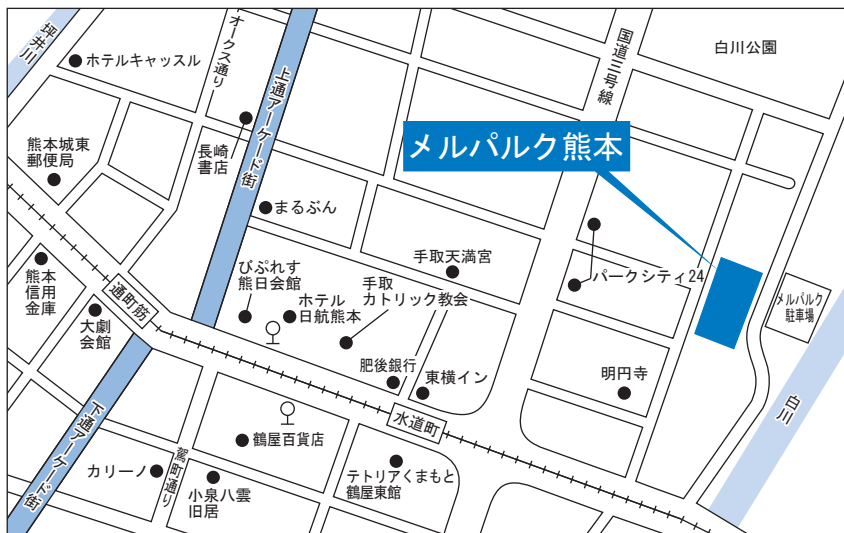 坪井川
ホテルキャッスル
オークス通り
上通アーケード街
国道三号線
白川公園
熊本城東
郵便局
長崎
書店
メルパルク熊本
まるぶん
手取天満宮
パークシティ24
熊本
信用
金庫
通町筋
びぷれす
熊日会館
ホテル
日航熊本
手取
カトリック教会
メルパルク
駐車場
大劇
会館
肥後銀行
東横イン
明円寺
白川
水道町
下通アーケード街
鶴屋百貨店
カリーノ
駕町通り
小泉八雲
旧居
テトリアくまもと
鶴屋東館